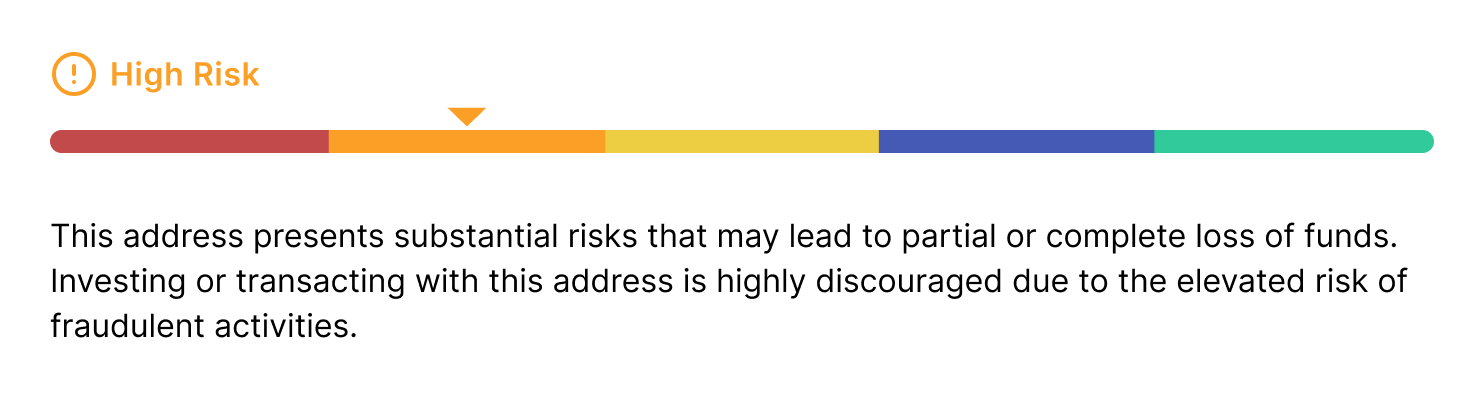 High Risk
This address presents substantial risks that may lead to partial or complete loss of funds.
Investing or transacting with this address is highly discouraged due to the elevated risk of
fraudulent activities.